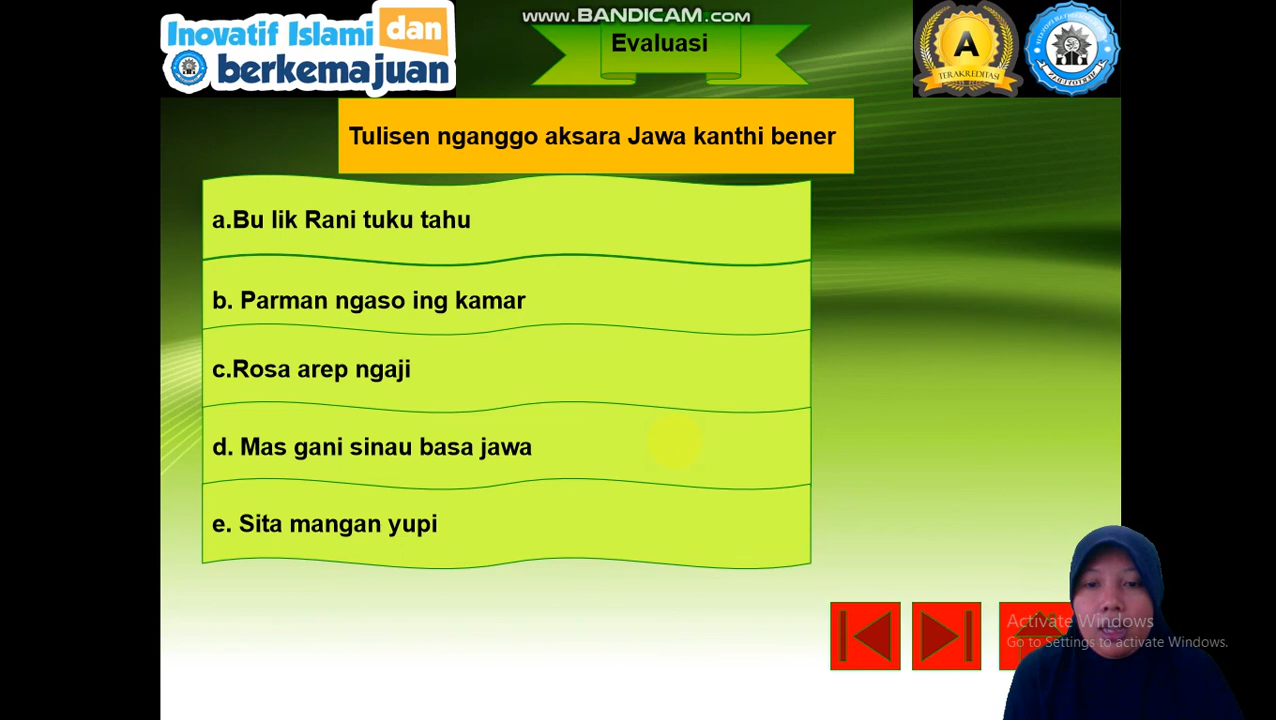 www.BANDICAM.com
Inovatif Islami dan
berkemajuan
Evaluasi
A
TERAKREDITASI
Tulisen nganggo aksara Jawa kanthi bener
a.Bu lik Rani tuku tahu
b. Parman ngaso ing kamar
c.Rosa arep ngaji
d. Mas gani sinau basa jawa
e. Sita mangan yupi
Activate Windows
Go to Settings to activate Windows.